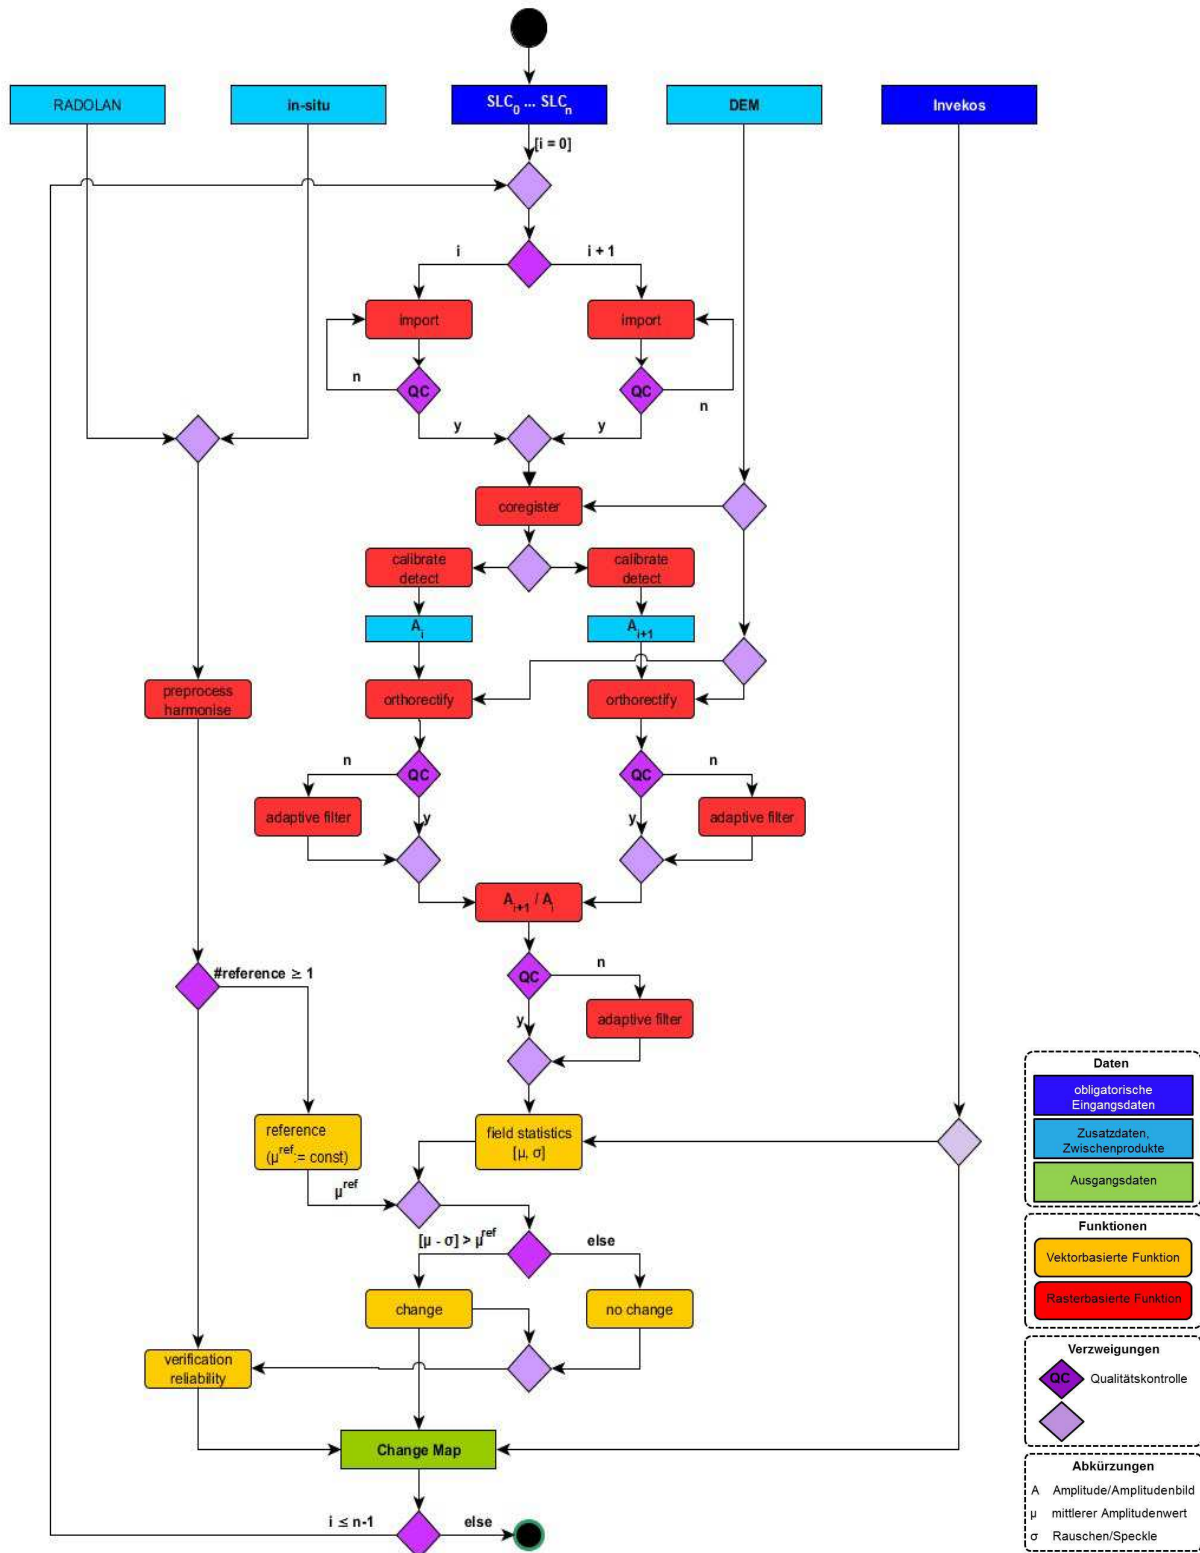 RADOLAN
in-situ
SLC0 ... SLCn
DEM
Invekos
[i = 0]
i
i + 1
import
import
QC
QC
n
n
y
y
coregister
calibrate
detect
calibrate
detect
Ai
Ai+1
preprocess
harmonise
orthorectify
orthorectify
n
QC
QC
n
adaptive filter
y
y
adaptive filter
Ai+1 / Ai
#reference ≥ 1
QC
n
y
adaptive filter
reference
(μref:= const)
field statistics
[μ, σ]
μref
[μ - σ] > μref
else
change
no change
verification
reliability
Change Map
i ≤ n-1
else
Daten
obligatorische
Eingangsdaten
Zusatzdaten,
Zwischenprodukte
Ausgangsdaten
Funktionen
Vektorbasierte Funktion
Rasterbasierte Funktion
Verzweigungen
QC Qualitätskontrolle
Abkürzungen
A Amplitude/Amplitudenbild
μ mittlerer Amplitudenwert
σ Rauschen/Speckle